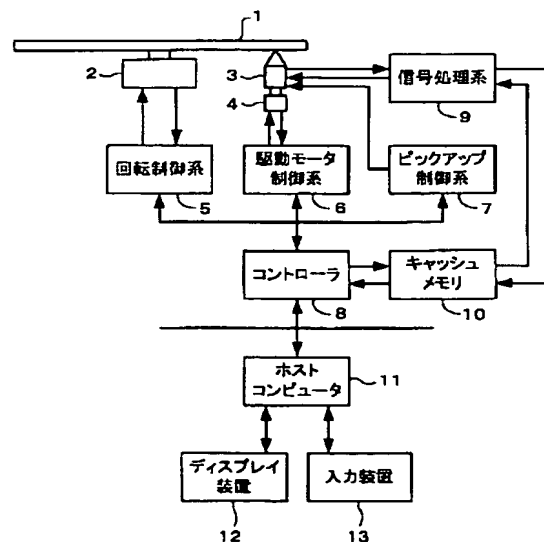 1
2
3
4
信号処理系
9
回転制御系
5
駆動モータ
制御系
6
ピックアップ
制御系
7
コントローラ
8
キャッシュ
メモリ
10
ホスト
コンピュータ
11
ディスプレイ
装置
12
入力装置
13